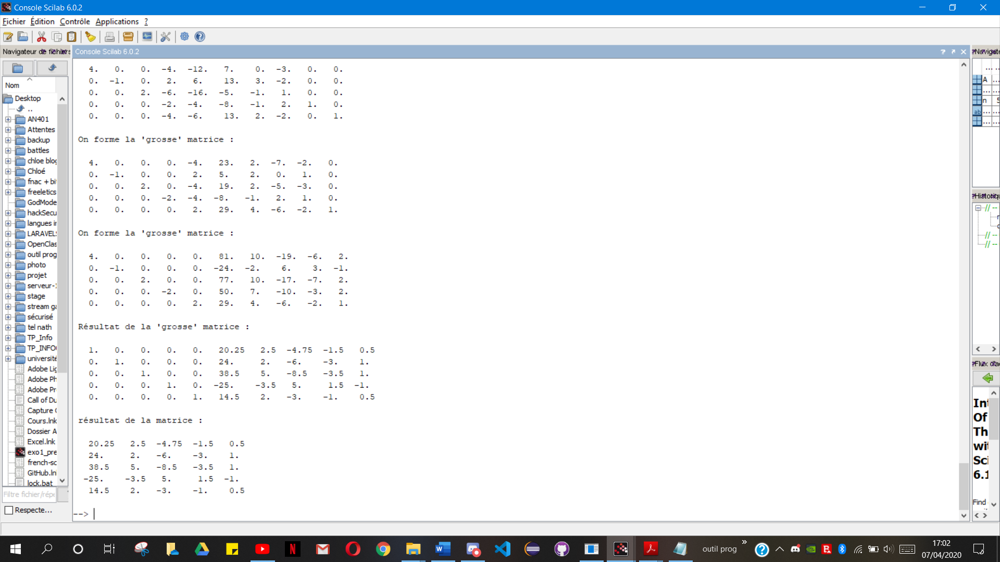 Console Scilab 6.0.2
Fichier Édition Contrôle Applications ?
Navigateur de fichiers
Console Scilab 6.0.2
Nom
Desktop
..
AN401
Attentes
backup
battles
chloe blog
Chloé
fnac + bi
freeletics
GodMode
hackSecu
langues ir
LARAVELS
OpenClas
outil prog
photo
projet
serveur-1
stage
stream ga
sécurisé
tel nath
TP_Info
TP_INFO
université
Adobe Lig
Adobe Ph
Adobe Pr
Call of Du
Capture
Cours.lnk
Dossier A
Excel.lnk
exo1_pre
french-sc
GitHub.ln
lock.bat
Filtre fichier/répe
Respecte...
4. 0. 0. -4. -12. 7. 0. -3. 0. 0.
0. -1. 0. 2. 6. 13. 3. -2. 0. 0.
0. 0. 2. -6. -16. -5. -1. 1. 0. 0.
0. 0. 0. -2. -4. -8. -1. 2. 1. 0.
0. 0. 0. -4. -6. 13. 2. -2. 0. 1.
On forme la 'grosse' matrice :
4. 0. 0. 0. -4. 23. 2. -7. -2. 0.
0. -1. 0. 0. 2. 5. 2. 0. 1. 0.
0. 0. 2. 0. -4. 19. 2. -5. -3. 0.
0. 0. 0. -2. -4. -8. -1. 2. 1. 0.
0. 0. 0. 0. 2. 29. 4. -6. -2. 1.
On forme la 'grosse' matrice :
4. 0. 0. 0. 0. 81. 10. -19. -6. 2.
0. -1. 0. 0. 0. -24. -2. 6. 3. -1.
0. 0. 2. 0. 0. 77. 10. -17. -7. 2.
0. 0. 0. -2. 0. 50. 7. -10. -3. 2.
0. 0. 0. 0. 2. 29. 4. -6. -2. 1.
Résultat de la 'grosse' matrice :
1. 0. 0. 0. 0. 20.25 2.5 -4.75 -1.5 0.5
0. 1. 0. 0. 0. 24. 2. -6. -3. 1.
0. 0. 1. 0. 0. 38.5 5. -8.5 -3.5 1.
0. 0. 0. 1. 0. -25. -3.5 5. 1.5 -1.
0. 0. 0. 0. 1. 14.5 2. -3. -1. 0.5
résultat de la matrice :
20.25 2.5 -4.75 -1.5 0.5
24. 2. -6. -3. 1.
38.5 5. -8.5 -3.5 1.
-25. -3.5 5. 1.5 -1.
14.5 2. -3. -1. 0.5
-->
A ...
n 5
// --
// --
// --
Int
Of
Th
wit
Sci
6.1
Find
outil prog
17:02
07/04/2020